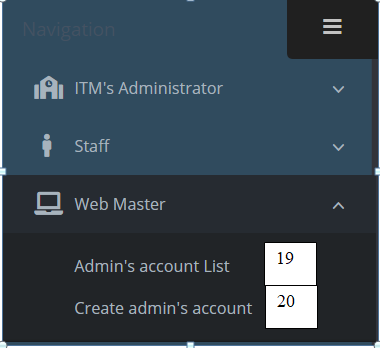 Navigation
ITM's Administrator
Staff
Web Master
Admin's account List 19
Create admin's account 20